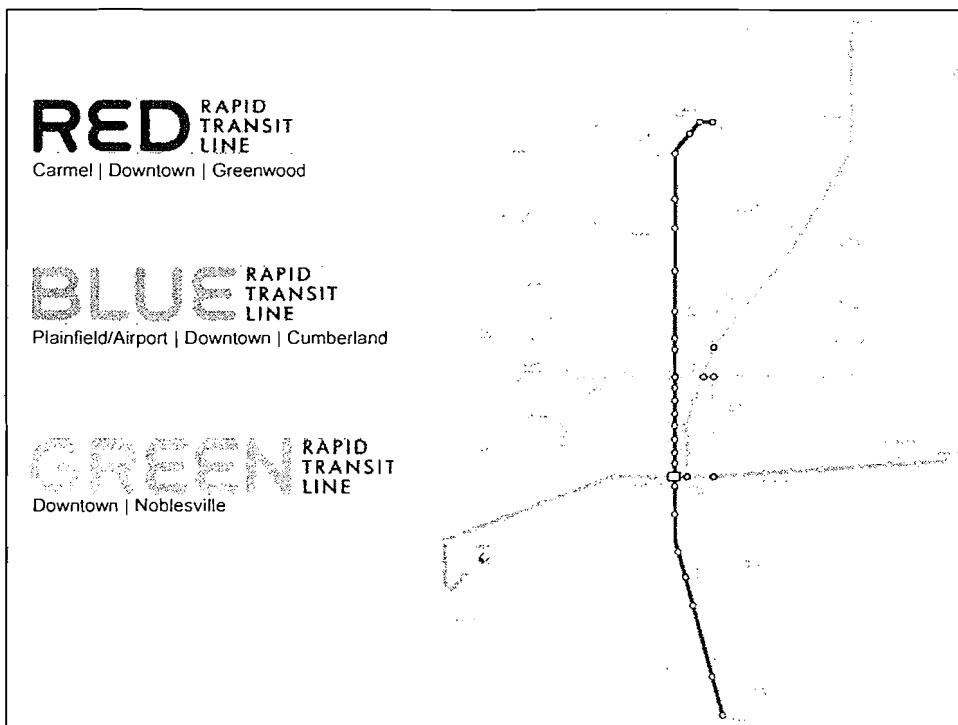 RED RAPID
TRANSIT
LINE
Carmel | Downtown | Greenwood
BLUE RAPID
TRANSIT
LINE
Plainfield/Airport | Downtown | Cumberland
GREEN RAPID
TRANSIT
LINE
Downtown | Noblesville